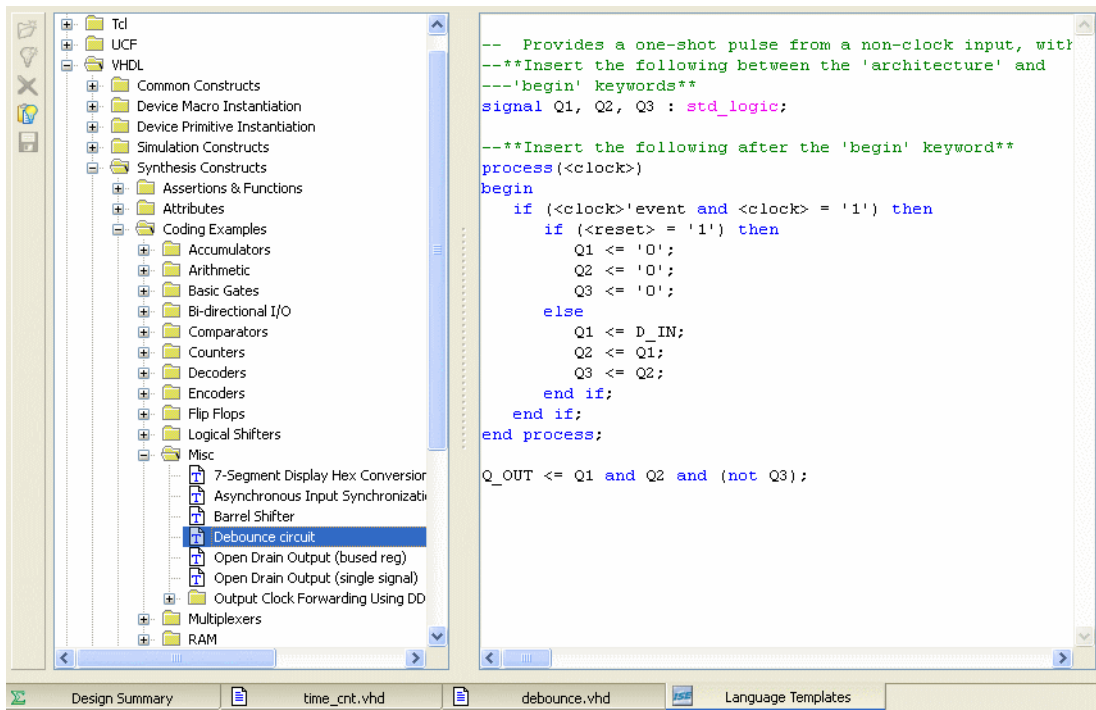 Tcl
UCF
VHDL
Common Constructs
Device Macro Instantiation
Device Primitive Instantiation
Simulation Constructs
Synthesis Constructs
Assertions & Functions
Attributes
Coding Examples
Accumulators
Arithmetic
Basic Gates
Bi-directional I/O
Comparators
Counters
Decoders
Encoders
Flip Flops
Logical Shifters
Misc
7-Segment Display Hex Conversion
Asynchronous Input Synchronizati
Barrel Shifter
Debounce circuit
Open Drain Output (bused reg)
Open Drain Output (single signal)
Output Clock Forwarding Using DD
Multiplexers
RAM
--  Provides a one-shot pulse from a non-clock input, with
--**Insert the following between the 'architecture' and
---'begin' keywords**
signal Q1, Q2, Q3 : std_logic;
--**Insert the following after the 'begin' keyword**
process(<clock>)
begin
   if (<clock>'event and <clock> = '1') then
      if (<reset> = '1') then
         Q1 <= '0';
         Q2 <= '0';
         Q3 <= '0';
      else
         Q1 <= D_IN;
         Q2 <= Q1;
         Q3 <= Q2;
      end if;
   end if;
end process;
Q_OUT <= Q1 and Q2 and (not Q3);
Σ Design Summary
time_cnt.vhd
debounce.vhd
ISE Language Templates